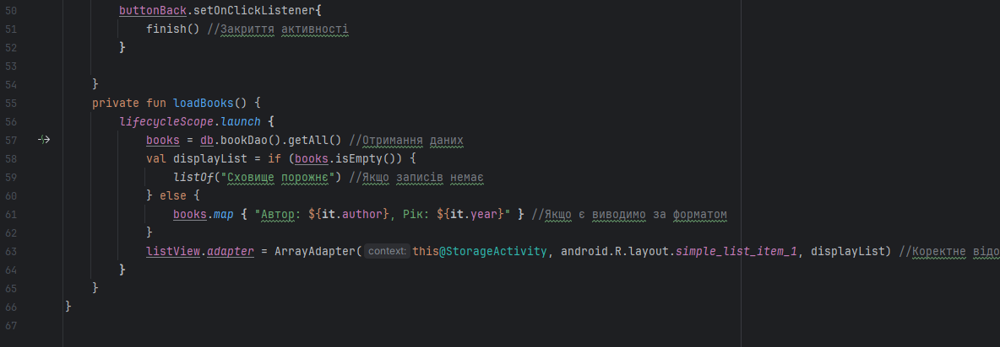 50 buttonBack.setOnClickListener{
51 finish() //Закриття активності
52 }
53
54 }
55 private fun loadBooks() {
56 lifecycleScope.launch {
57 books = db.bookDao().getAll() //Отримання даних
58 val displayList = if (books.isEmpty()) {
59 listOf("Сховище порожнє") //Якщо записів немає
60 } else {
61 books.map { "Автор: ${it.author}, Рік: ${it.year}" } //Якщо є виводимо за форматом
62 }
63 listView.adapter = ArrayAdapter( context: this@StorageActivity, android.R.layout.simple_list_item_1, displayList) //Коректне відо
64 }
65 }
66 }
67